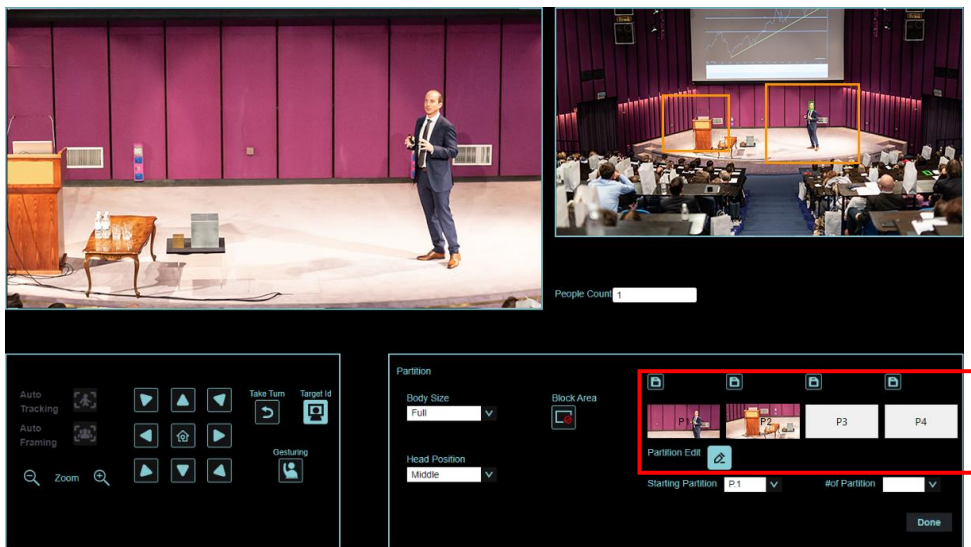 People Count 1
Auto Tracking
Auto Framing
Zoom
Take Turn
Target Id
Gesturing
Partition
Body Size
Full
Head Position
Middle
Block Area
P1
P2
P3
P4
Partition Edit
Starting Partition P.1
#of Partition
Done